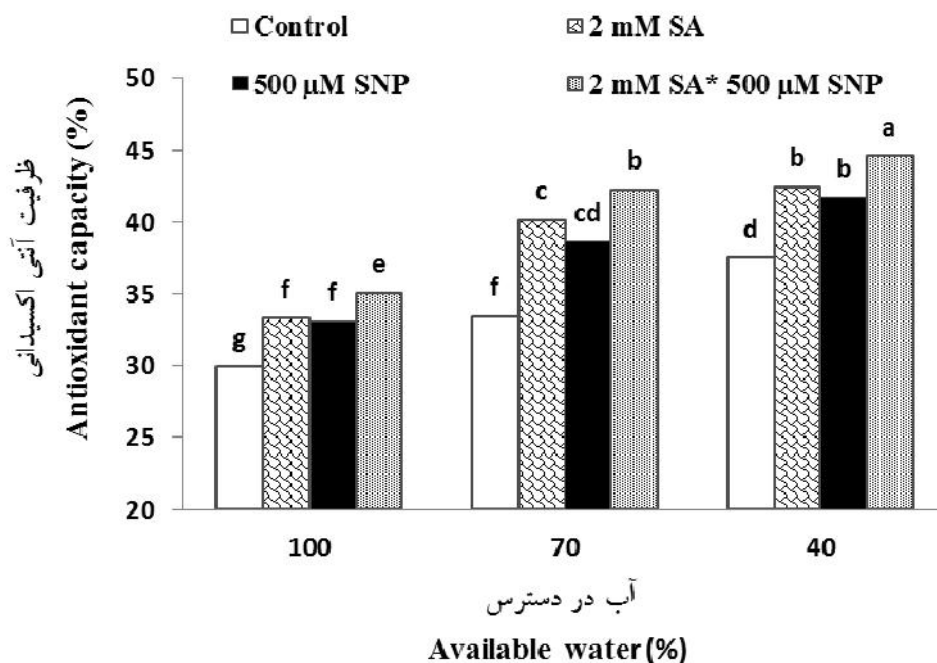 Control
2 mM SA
500 µM SNP
2 mM SA* 500 µM SNP
ظرفیت آنتی اکسیدانی
Antioxidant capacity (%)
50
45
40
35
30
25
20
g
f
f
e
f
c
cd
b
d
b
b
a
100
70
40
آب در دسترس
Available water (%)